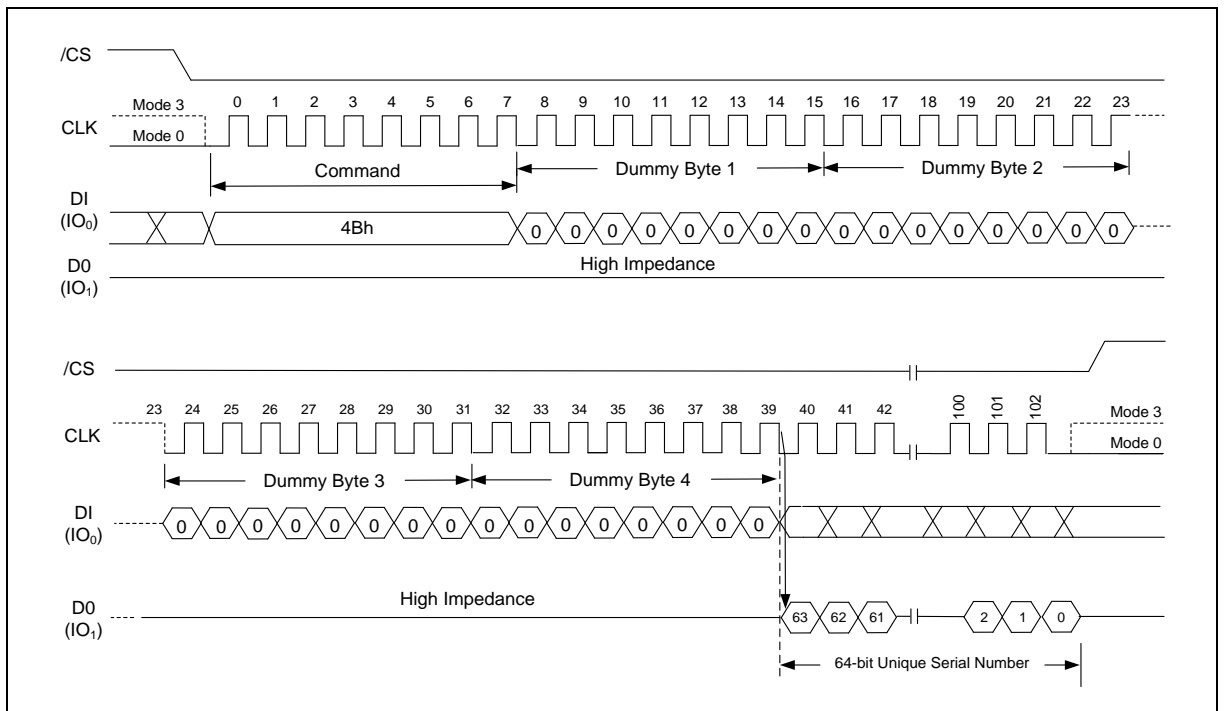 /CS
Mode 3 0 1 2 3 4 5 6 7 8 9 10 11 12 13 14 15 16 17 18 19 20 21 22 23
CLK
Mode 0
Command Dummy Byte 1 Dummy Byte 2
DI
(IO₀) 4Bh 0 0 0 0 0 0 0 0 0 0 0 0 0 0 0 0
D0 High Impedance
(IO₁)
/CS
23 24 25 26 27 28 29 30 31 32 33 34 35 36 37 38 39 40 41 42 100 101 102 Mode 3
CLK
Mode 0
Dummy Byte 3 Dummy Byte 4
DI
(IO₀) 0 0 0 0 0 0 0 0 0 0 0 0 0 0 0 0
D0 High Impedance
(IO₁) 63 62 61 2 1 0
64-bit Unique Serial Number